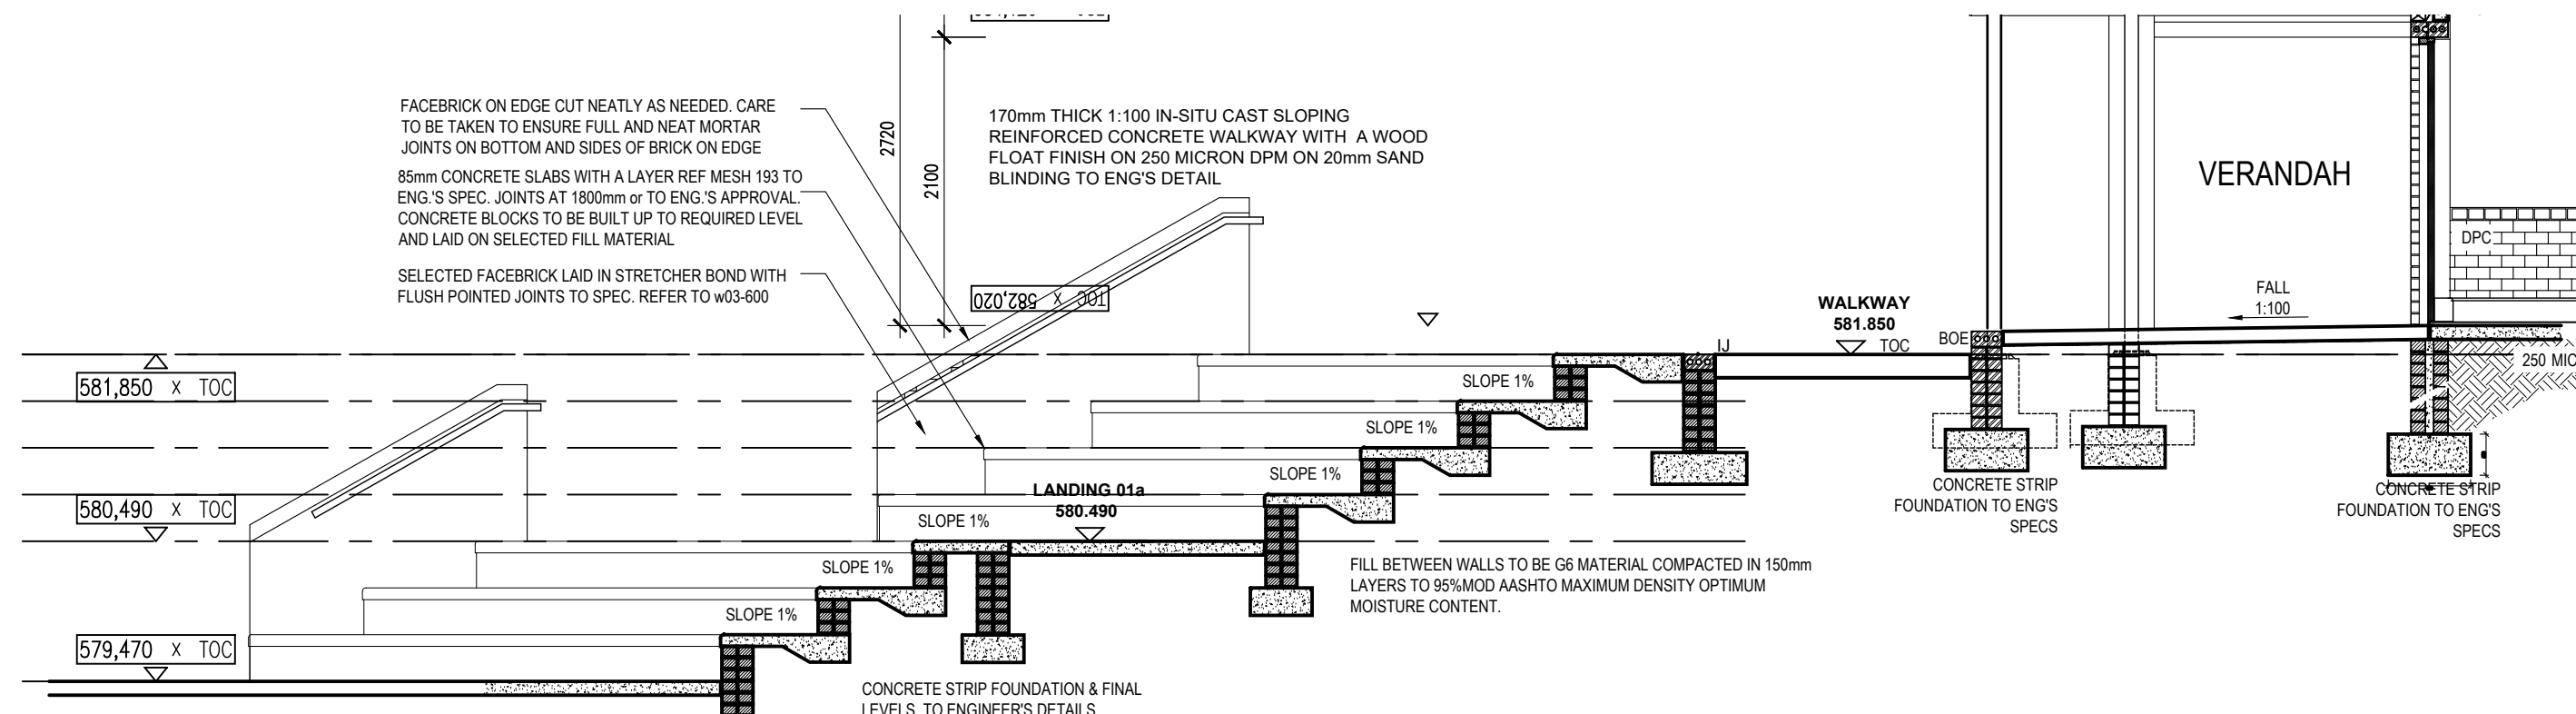 FACEBRICK ON EDGE CUT NEATLY AS NEEDED. CARE
TO BE TAKEN TO ENSURE FULL AND NEAT MORTAR
JOINTS ON BOTTOM AND SIDES OF BRICK ON EDGE
85mm CONCRETE SLABS WITH A LAYER REF MESH 193 TO
ENG.'S SPEC. JOINTS AT 1800mm or TO ENG.'S APPROVAL.
CONCRETE BLOCKS TO BE BUILT UP TO REQUIRED LEVEL
AND LAID ON SELECTED FILL MATERIAL
SELECTED FACEBRICK LAID IN STRETCHER BOND WITH
FLUSH POINTED JOINTS TO SPEC. REFER TO w03-600
2720
2100
170mm THICK 1:100 IN-SITU CAST SLOPING
REINFORCED CONCRETE WALKWAY WITH A WOOD
FLOAT FINISH ON 250 MICRON DPM ON 20mm SAND
BLINDING TO ENG'S DETAIL
582,020 X TOC
VERANDAH
DPC
FALL
1:100
WALKWAY
581.850
TOC
IJ
BOE
250 MIC
581,850 X TOC
580,490 X TOC
579,470 X TOC
SLOPE 1%
SLOPE 1%
SLOPE 1%
SLOPE 1%
SLOPE 1%
SLOPE 1%
LANDING 01a
580.490
CONCRETE STRIP
FOUNDATION TO ENG'S
SPECS
CONCRETE STRIP
FOUNDATION TO ENG'S
SPECS
FILL BETWEEN WALLS TO BE G6 MATERIAL COMPACTED IN 150mm
LAYERS TO 95%MOD AASHTO MAXIMUM DENSITY OPTIMUM
MOISTURE CONTENT.
CONCRETE STRIP FOUNDATION & FINAL
LEVELS TO ENGINEER'S DETAILS